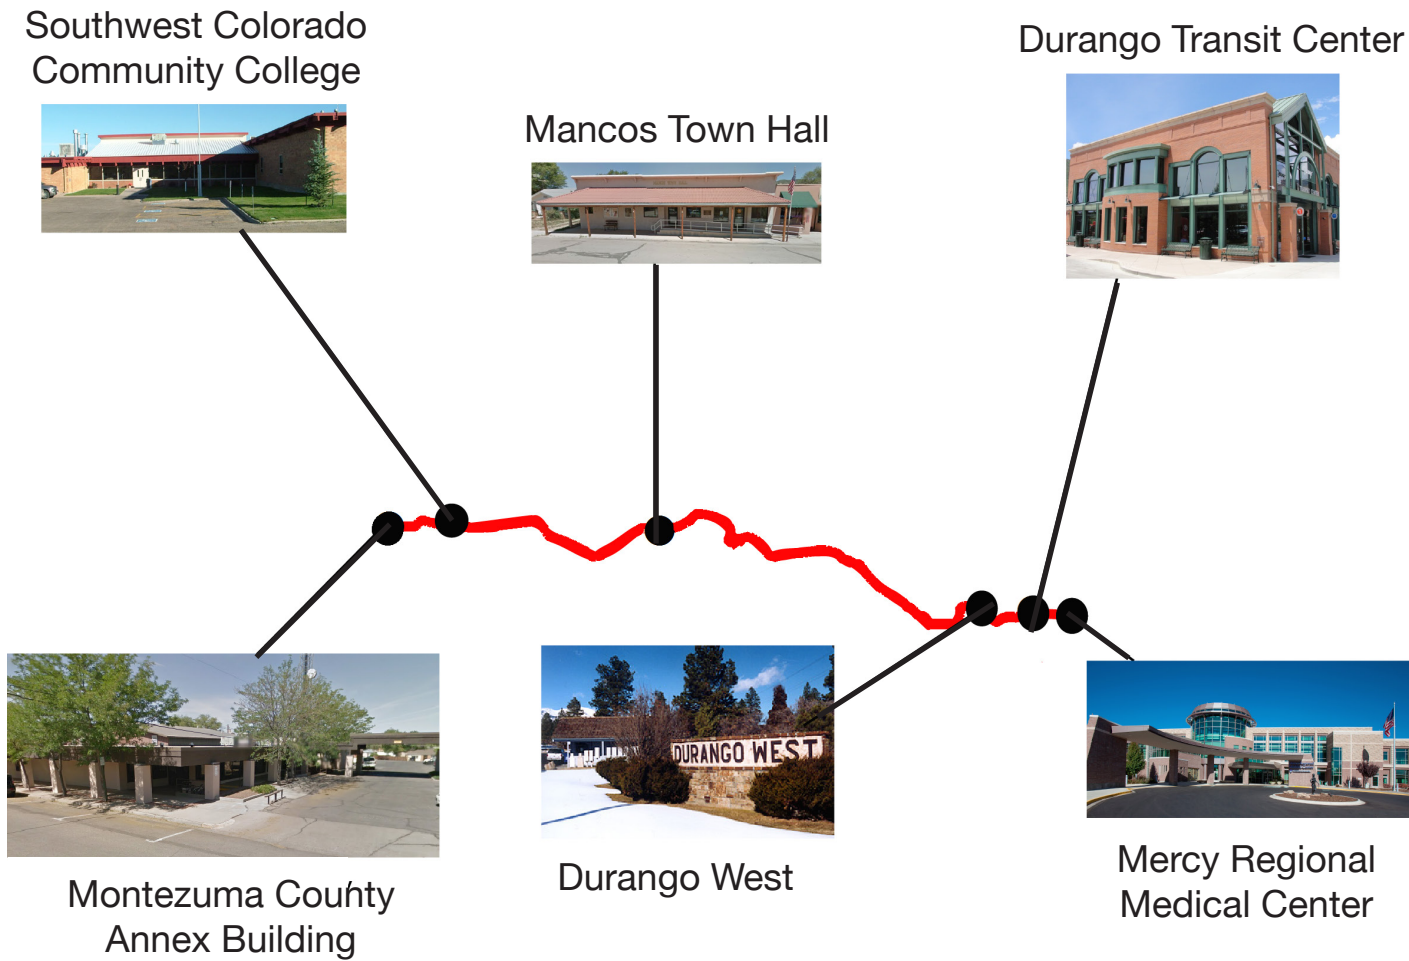 Southwest Colorado
Community College
Mancos Town Hall
Durango Transit Center
DURANGO WEST
Durango West
Montezuma County
Annex Building
Mercy Regional
Medical Center